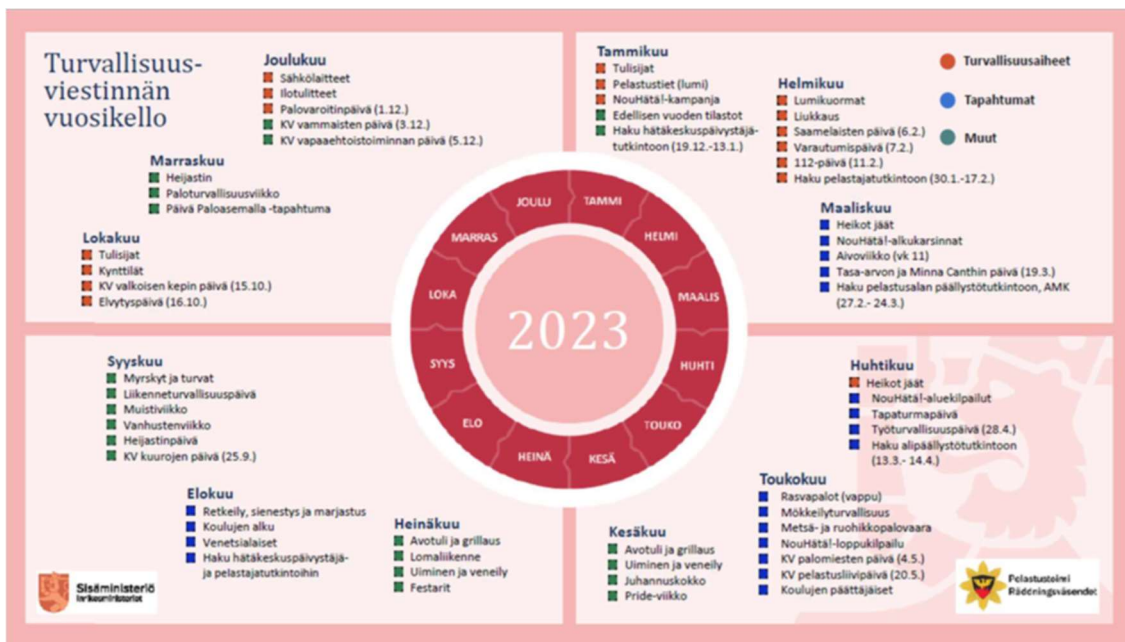 Turvallisuus-
viestinnän
vuosikello
Joulukuu
Sähkölaitteet
Ilotulitteet
Palovaroitinpäivä (1.12.)
KV vammaisten päivä (3.12.)
KV vapaaehtoistoiminnan päivä (5.12.)
Marraskuu
Heijastin
Paloturvallisuusviikko
Päivä Paloasemalla -tapahtuma
Lokakuu
Tulisijat
Kynttilät
KV valkoisen kepin päivä (15.10.)
Elvytyspäivä (16.10.)
Tammikuu
Tulisijat
Pelastustiet (lumi)
NouHätä!-kampanja
Edellisen vuoden tilastot
Haku hätäkeskuspäivystäjä-
tutkintoon (19.12.-13.1.)
Helmikuu
Lumikuormat
Liukkaus
Saamelaisten päivä (6.2.)
Varautumispäivä (7.2.)
112-päivä (11.2.)
Haku pelastajatutkintoon (30.1.-17.2.)
Turvallisuusaiheet
Tapahtumat
Muut
Maaliskuu
Heikot jäät
NouHätä!-alkukarsinnat
Aivoviikko (vk 11)
Tasa-arvon ja Minna Canthin päivä (19.3.)
Haku pelastusalan päällystötutkintoon, AMK
(27.2.- 24.3.)
JOULU
TAMMI
MARRAS
HELMI
LOKA
MAALIS
2023
SYYS
HUHTI
ELO
TOUKO
HEINÄ
KESÄ
Syyskuu
Myrskyt ja turvat
Liikenneturvallisuuspäivä
Muistiviikko
Vanhustenviikko
Heijastinpäivä
KV kuurojen päivä (25.9.)
Elokuu
Retkeily, sienestys ja marjastus
Koulujen alku
Venetsialaiset
Haku hätäkeskuspäivystäjä-
ja pelastajatutkintoihin
Heinäkuu
Avotuli ja grillaus
Lomaliikenne
Uiminen ja veneily
Festarit
Huhtikuu
Heikot jäät
NouHätä!-aluekilpailut
Tapaturmapäivä
Työturvallisuuspäivä (28.4.)
Haku alipäällystötutkintoon
(13.3.- 14.4.)
Toukokuu
Rasvapalot (vappu)
Mökkeilyturvallisuus
Metsä- ja ruohikkopalovaara
NouHätä!-loppukilpailu
KV palomiesten päivä (4.5.)
KV pelastusliivipäivä (20.5.)
Koulujen päättäjäiset
Kesäkuu
Avotuli ja grillaus
Uiminen ja veneily
Juhannuskokko
Pride-viikko
Sisäministeriö
Inrikesministeriet
Pelastustoimi
Räddningsväsendet